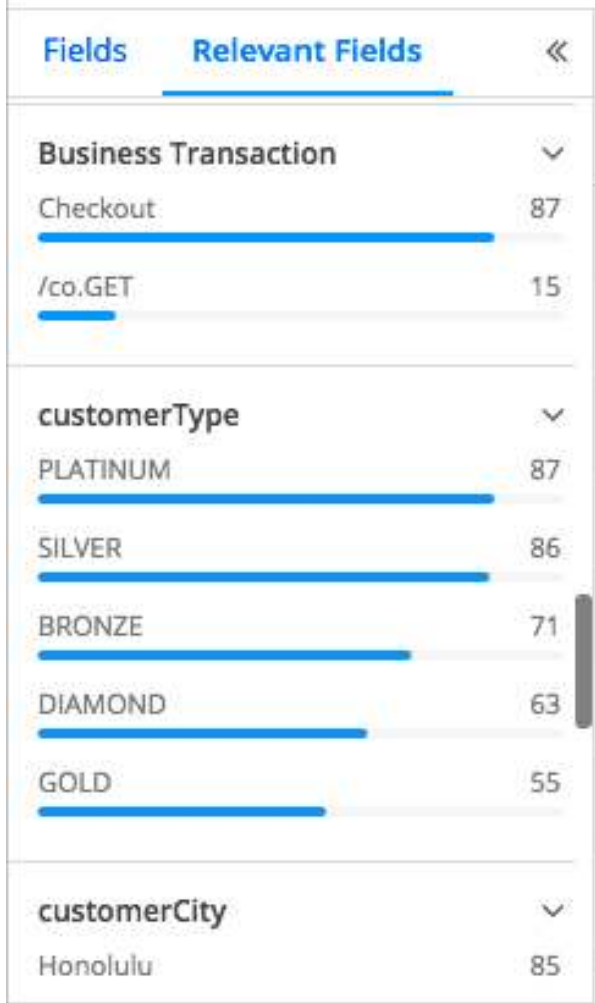 Fields Relevant Fields
Business Transaction
Checkout 87
/co.GET 15
customerType
PLATINUM 87
SILVER 86
BRONZE 71
DIAMOND 63
GOLD 55
customerCity
Honolulu 85